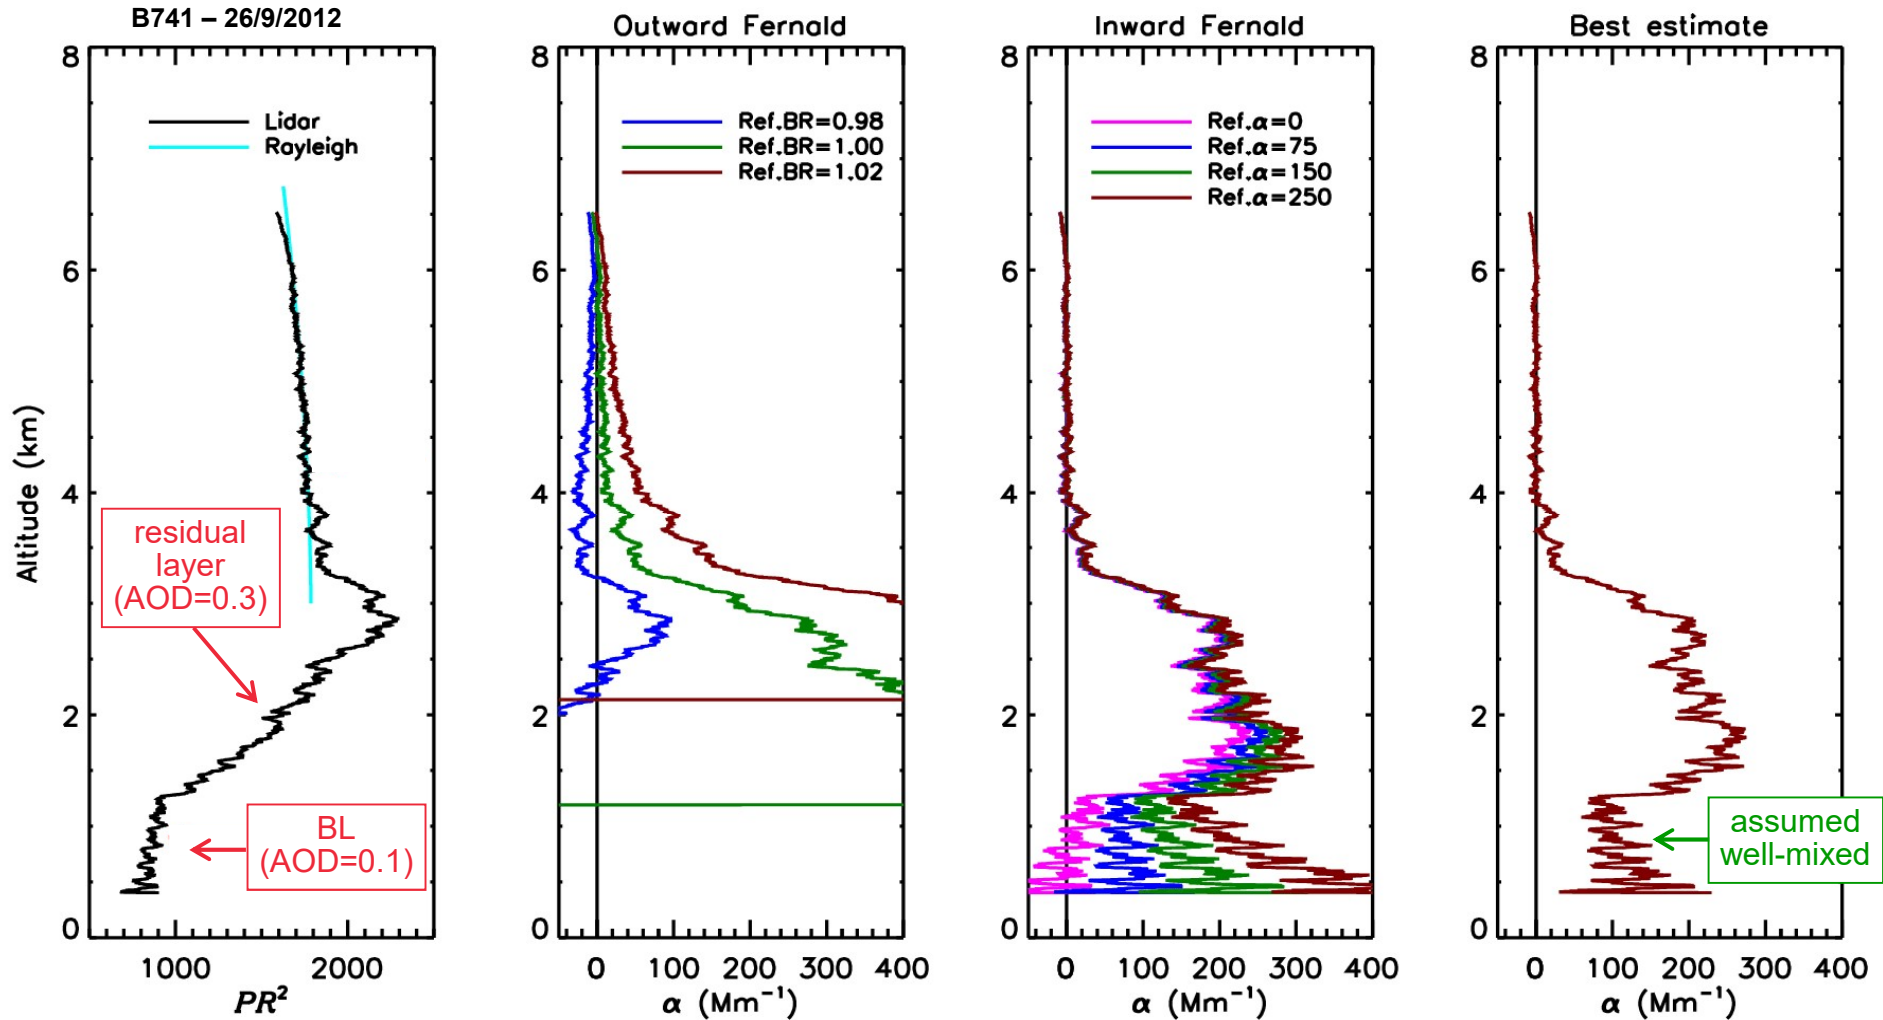 B741 – 26/9/2012
Outward Fernald
Inward Fernald
Best estimate
Altitude (km)
8
6
4
2
0
1000
2000
PR²
Lidar
Rayleigh
residual
layer
(AOD=0.3)
BL
(AOD=0.1)
8
6
4
2
0
0
100
200
300
400
α (Mm⁻¹)
Ref.BR=0.98
Ref.BR=1.00
Ref.BR=1.02
8
6
4
2
0
0
100
200
300
400
α (Mm⁻¹)
Ref.α=0
Ref.α=75
Ref.α=150
Ref.α=250
8
6
4
2
0
0
100
200
300
400
α (Mm⁻¹)
assumed
well-mixed